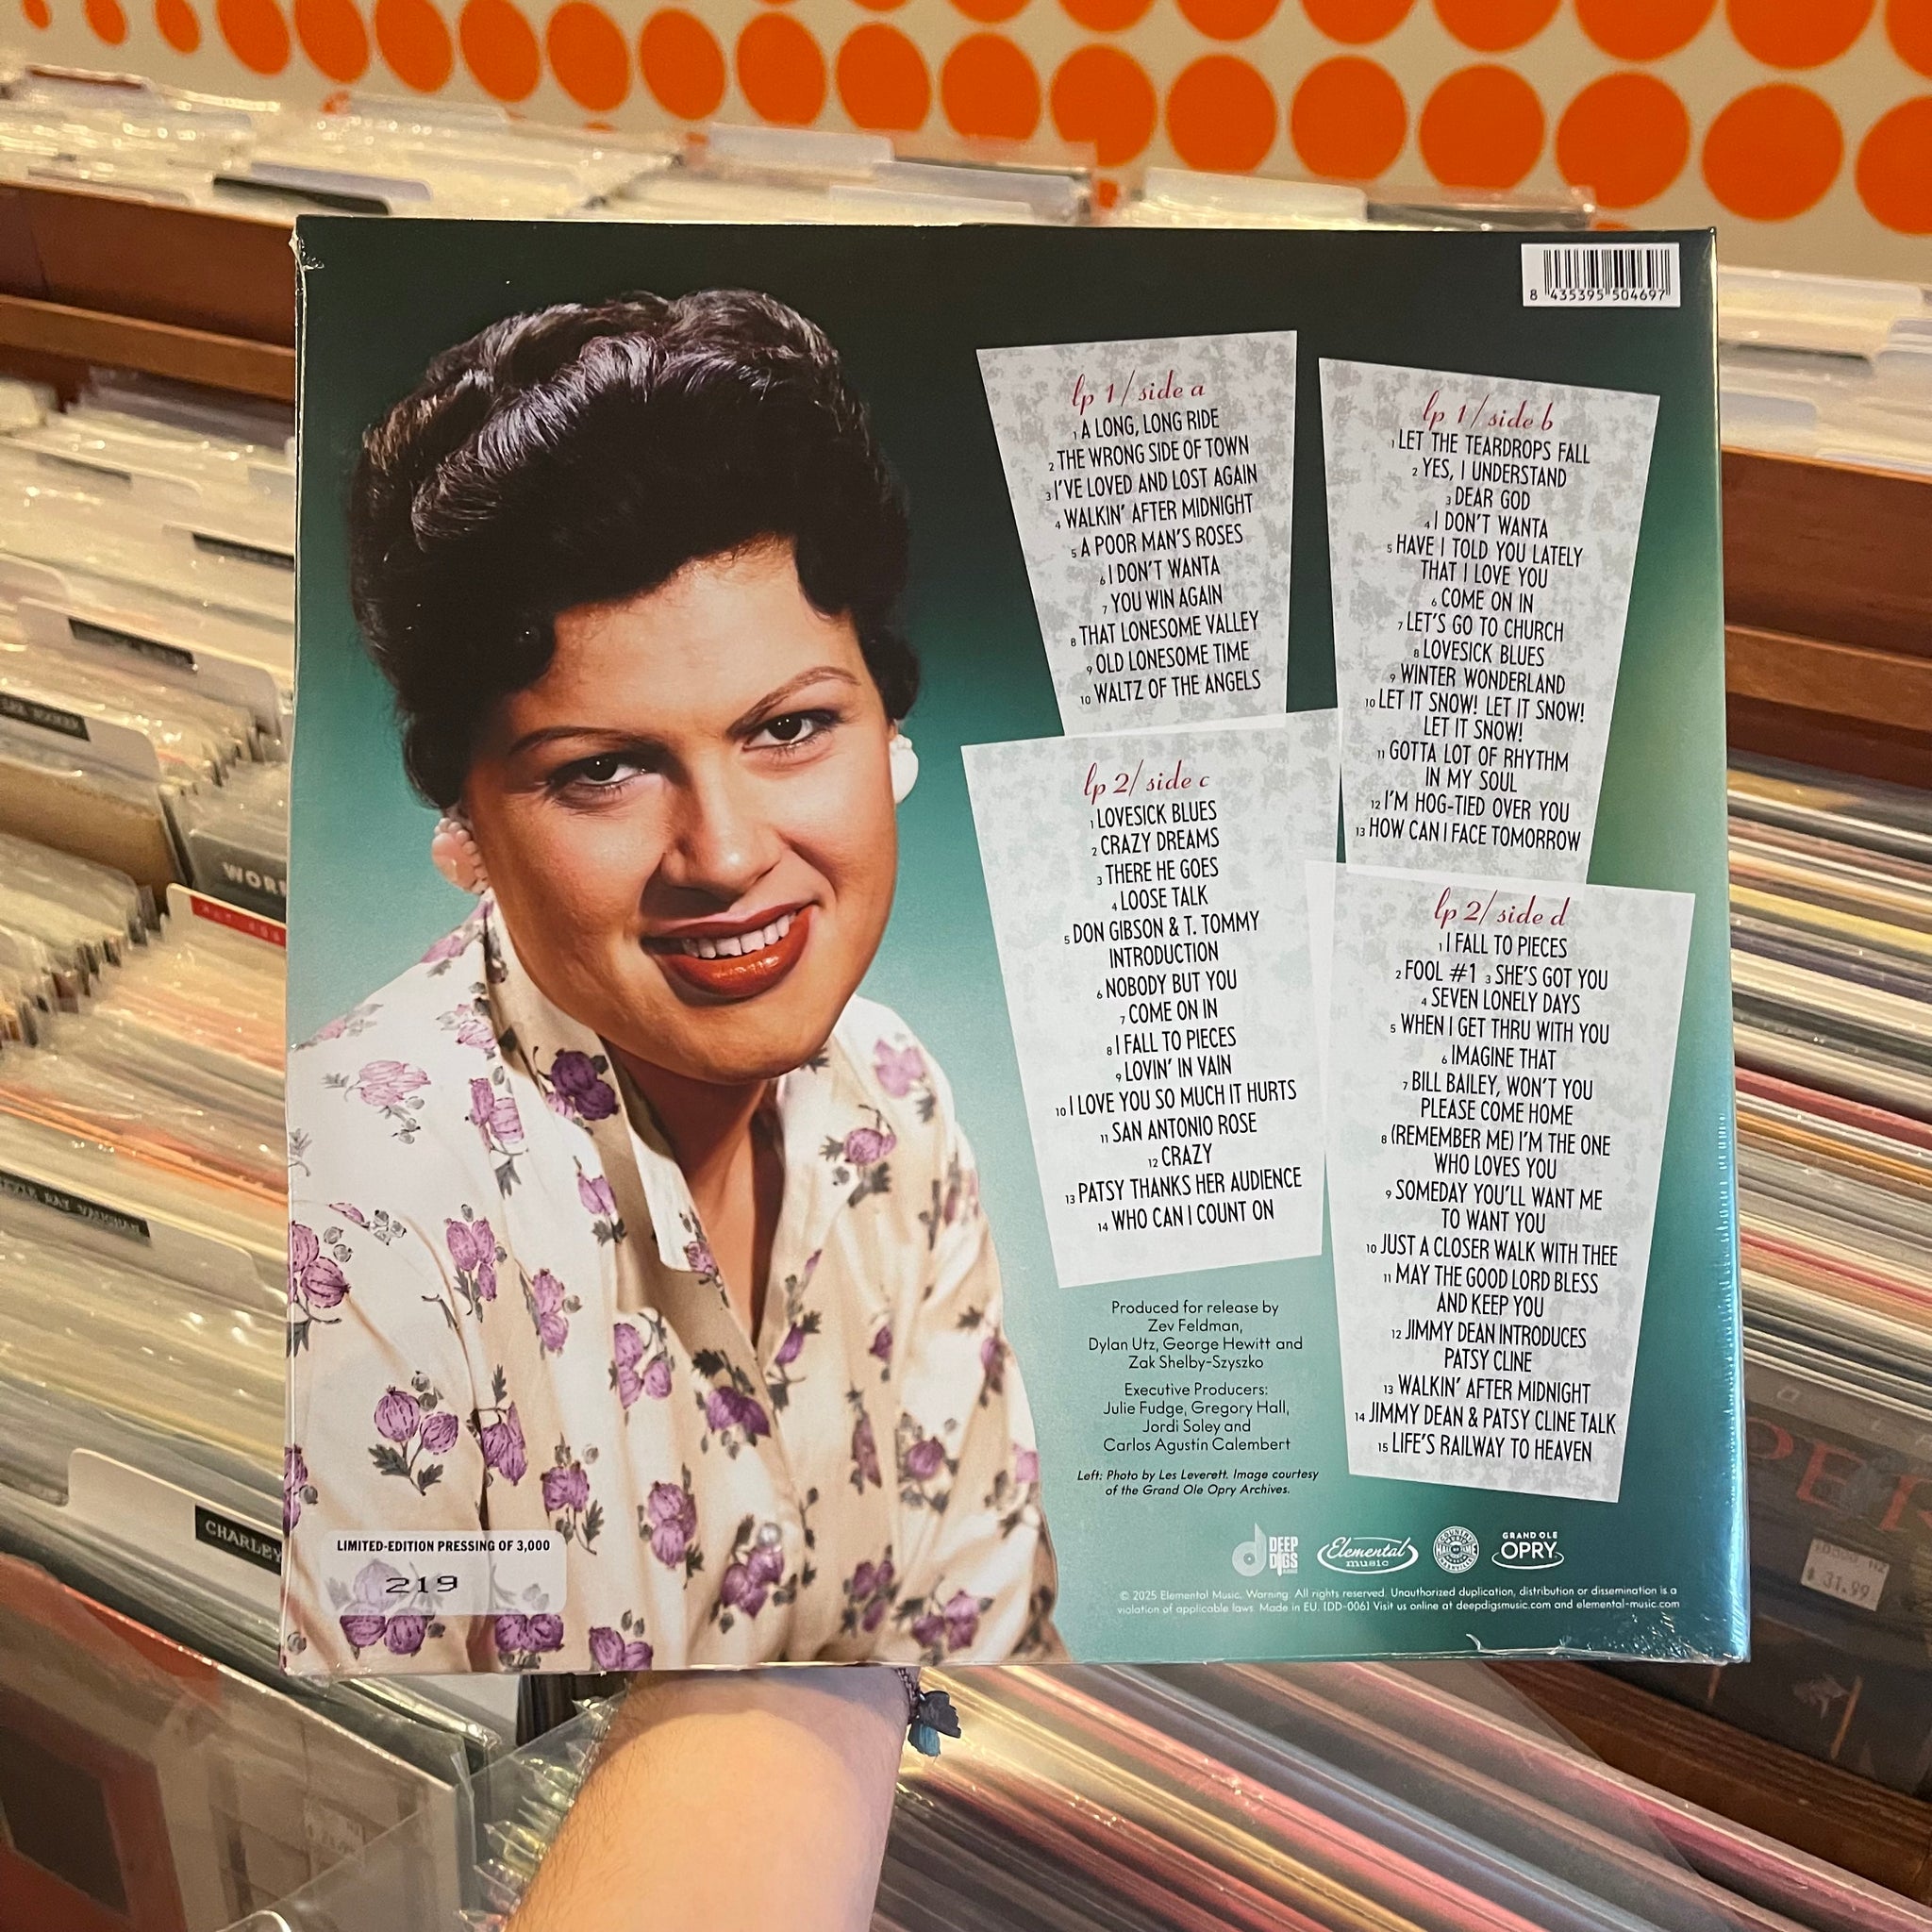 8 435395 504697
lp 1/side a
1 A LONG, LONG RIDE
2 THE WRONG SIDE OF TOWN
3 I'VE LOVED AND LOST AGAIN
4 WALKIN' AFTER MIDNIGHT
5 A POOR MAN'S ROSES
6 I DON'T WANTA
7 YOU WIN AGAIN
8 THAT LONESOME VALLEY
9 OLD LONESOME TIME
10 WALTZ OF THE ANGELS
lp 1/side b
1 LET THE TEARDROPS FALL
2 YES, I UNDERSTAND
3 DEAR GOD
4 I DON'T WANTA
5 HAVE I TOLD YOU LATELY
THAT I LOVE YOU
6 COME ON IN
7 LET'S GO TO CHURCH
8 LOVESICK BLUES
9 WINTER WONDERLAND
10 LET IT SNOW! LET IT SNOW!
LET IT SNOW!
11 GOTTA LOT OF RHYTHM
IN MY SOUL
12 I'M HOG-TIED OVER YOU
13 HOW CAN I FACE TOMORROW
lp 2/side c
1 LOVESICK BLUES
2 CRAZY DREAMS
3 THERE HE GOES
4 LOOSE TALK
5 DON GIBSON & T. TOMMY
INTRODUCTION
6 NOBODY BUT YOU
7 COME ON IN
8 I FALL TO PIECES
9 LOVIN' IN VAIN
10 I LOVE YOU SO MUCH IT HURTS
11 SAN ANTONIO ROSE
12 CRAZY
13 PATSY THANKS HER AUDIENCE
14 WHO CAN I COUNT ON
lp 2/side d
1 I FALL TO PIECES
2 FOOL #1 3 SHE'S GOT YOU
4 SEVEN LONELY DAYS
5 WHEN I GET THRU WITH YOU
6 IMAGINE THAT
7 BILL BAILEY, WON'T YOU
PLEASE COME HOME
8 (REMEMBER ME) I'M THE ONE
WHO LOVES YOU
9 SOMEDAY YOU'LL WANT ME
TO WANT YOU
10 JUST A CLOSER WALK WITH THEE
11 MAY THE GOOD LORD BLESS
AND KEEP YOU
12 JIMMY DEAN INTRODUCES
PATSY CLINE
13 WALKIN' AFTER MIDNIGHT
14 JIMMY DEAN & PATSY CLINE TALK
15 LIFE'S RAILWAY TO HEAVEN
Produced for release by
Zev Feldman,
Dylan Utz, George Hewitt and
Zak Shelby-Szyszko
Executive Producers:
Julie Fudge, Gregory Hall,
Jordi Soley and
Carlos Agustin Calembert
Left: Photo by Les Leverett. Image courtesy
of the Grand Ole Opry Archives.
LIMITED-EDITION PRESSING OF 3,000
219
DEEP
DIGS
Elemental
music
GRAND OLE
OPRY
© 2025 Elemental Music. Warning. All rights reserved. Unauthorized duplication, distribution or dissemination is a
violation of applicable laws. Made in EU. [DD-006] Visit us online at deepdigsmusic.com and elemental-music.com
CHARLEY
$ 31.99